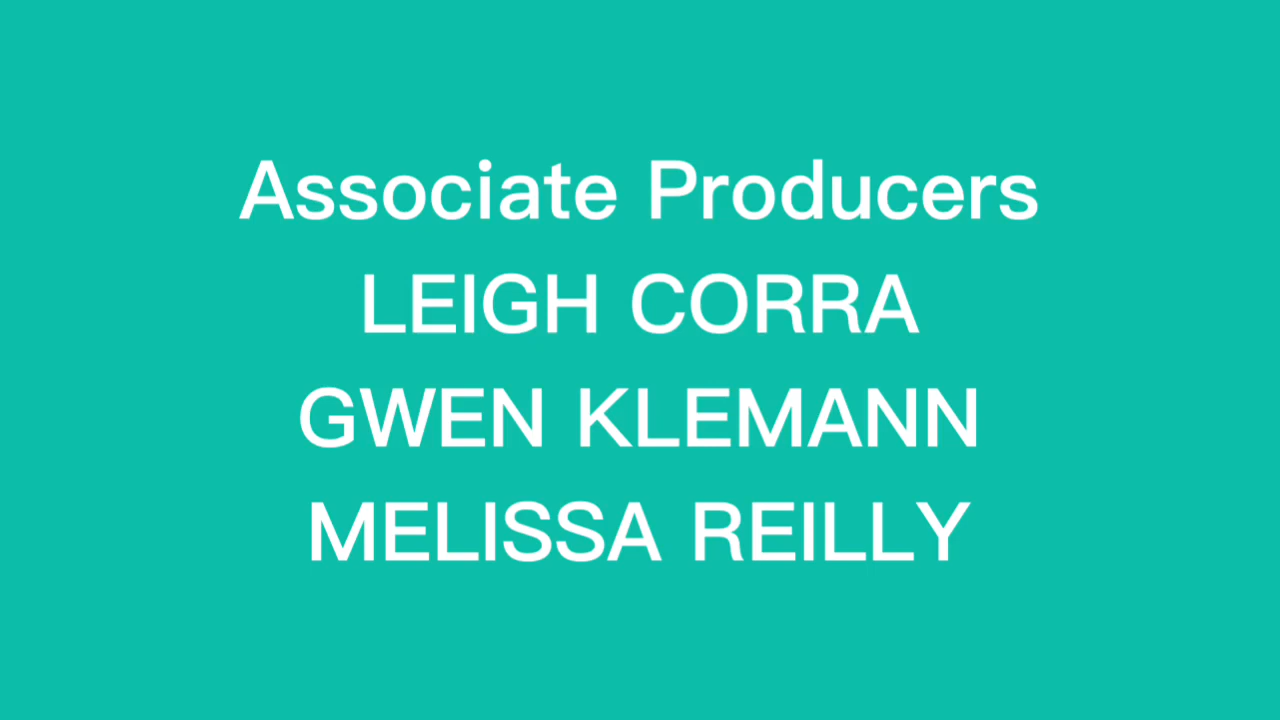 Associate Producers
LEIGH CORRA
GWEN KLEMANN
MELISSA REILLY